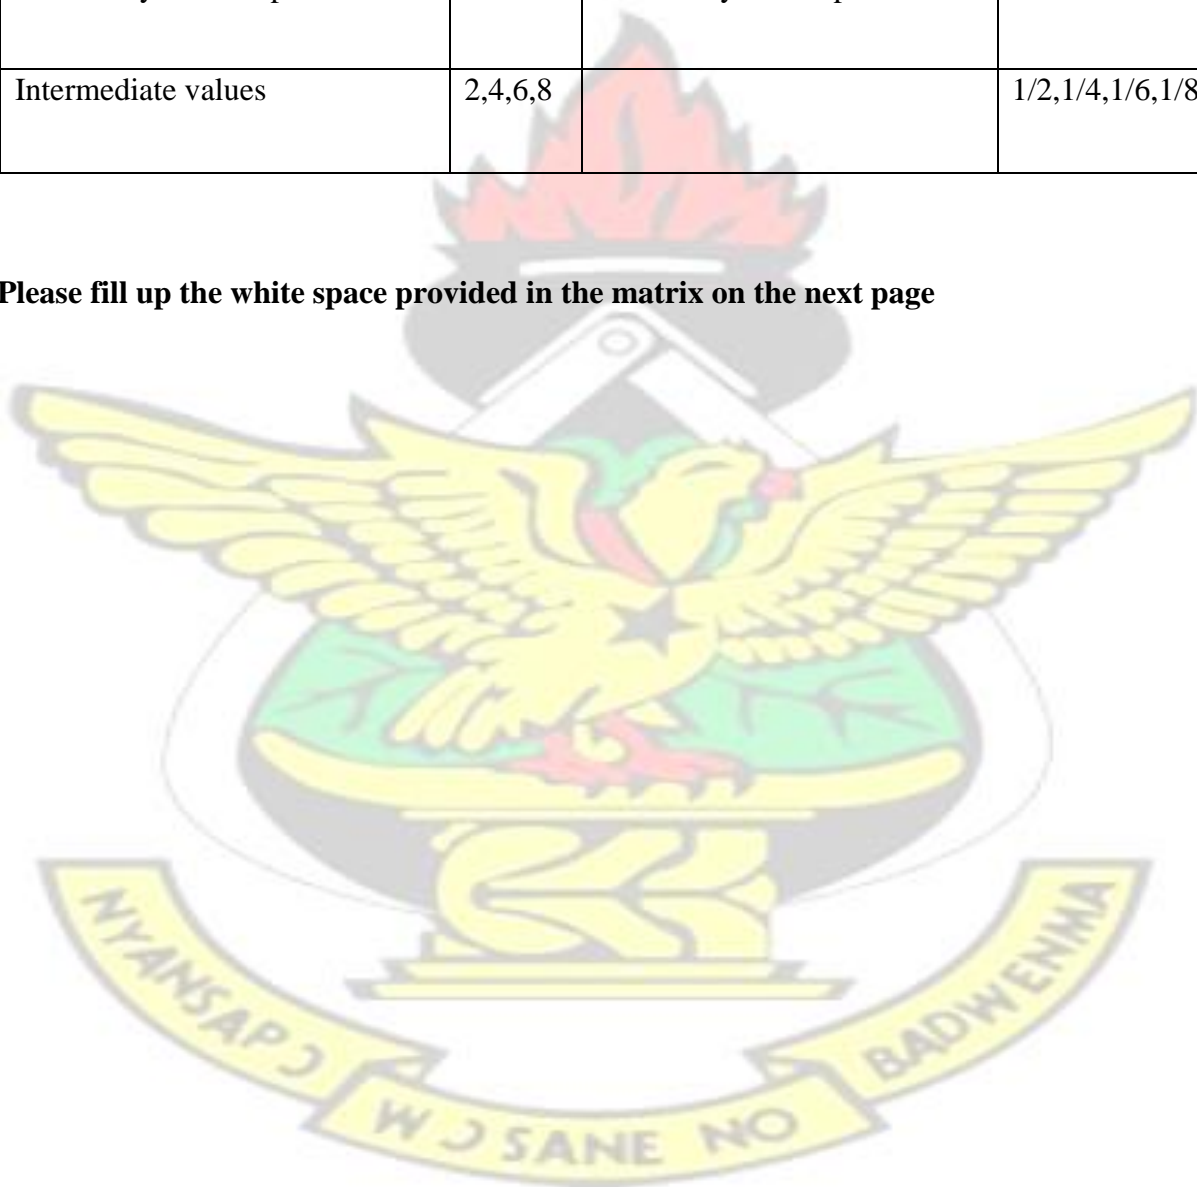 Intermediate values 2,4,6,8 1/2,1/4,1/6,1/8
Please fill up the white space provided in the matrix on the next page
NYANSAPƆ WƆSANE NO BADWENMA